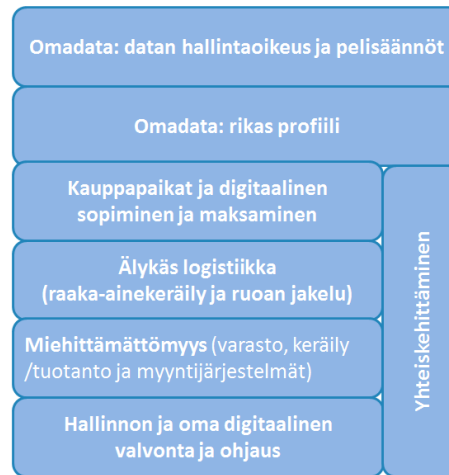 Omadata: datan hallintaoikeus ja pelisäännöt
Omadata: rikas profiili
Kauppapaikat ja digitaalinen
sopiminen ja maksaminen
Älykäs logistiikka
(raaka-ainekeräily ja ruoan jakelu)
Miehittämättömyys (varasto, keräily
/tuotanto ja myyntijärjestelmät)
Hallinnon ja oma digitaalinen
valvonta ja ohjaus
Yhteiskehittäminen